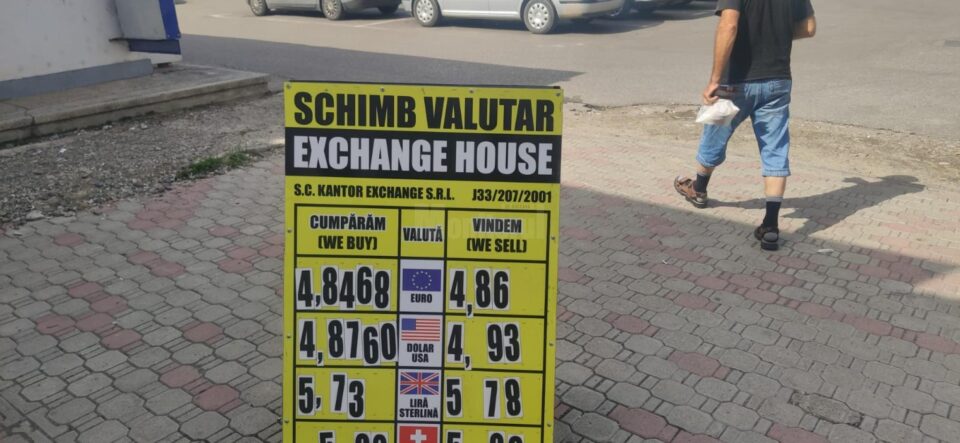 SCHIMB VALUTAR
EXCHANGE HOUSE
S.C. KANTOR EXCHANGE S.R.L. J33/207/2001
CUMPĂRĂM (WE BUY) VALUTĂ VINDEM (WE SELL)
4,8468 EURO 4,86
4,8760 DOLAR USA 4,93
5,73 LIRĂ STERLINĂ 5 78